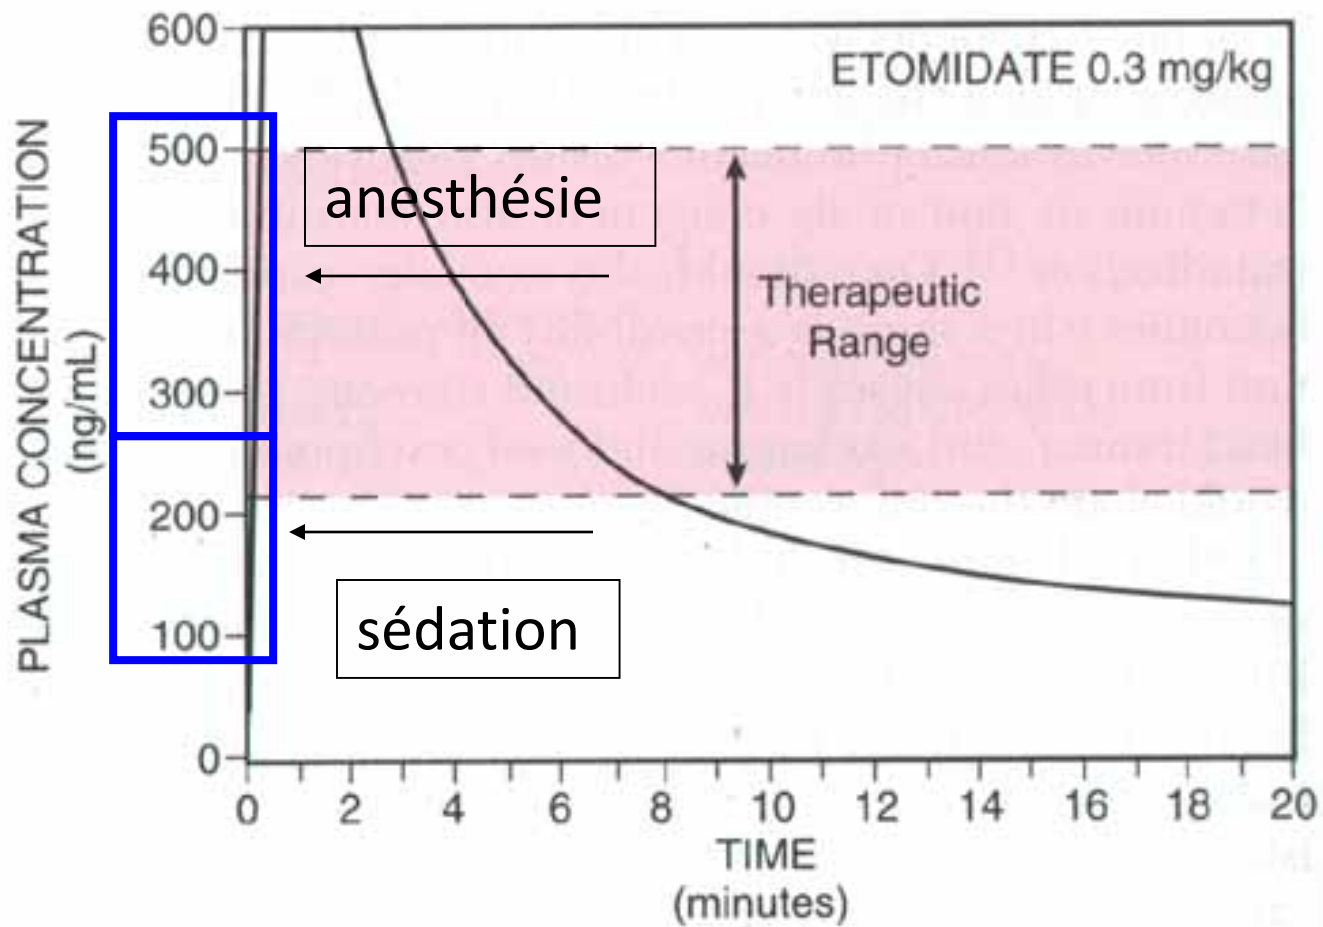 ETOMIDATE 0.3 mg/kg
PLASMA CONCENTRATION
(ng/mL)
600
500
400
300
200
100
0
anesthésie
Therapeutic
Range
sédation
0 2 4 6 8 10 12 14 16 18 20
TIME
(minutes)